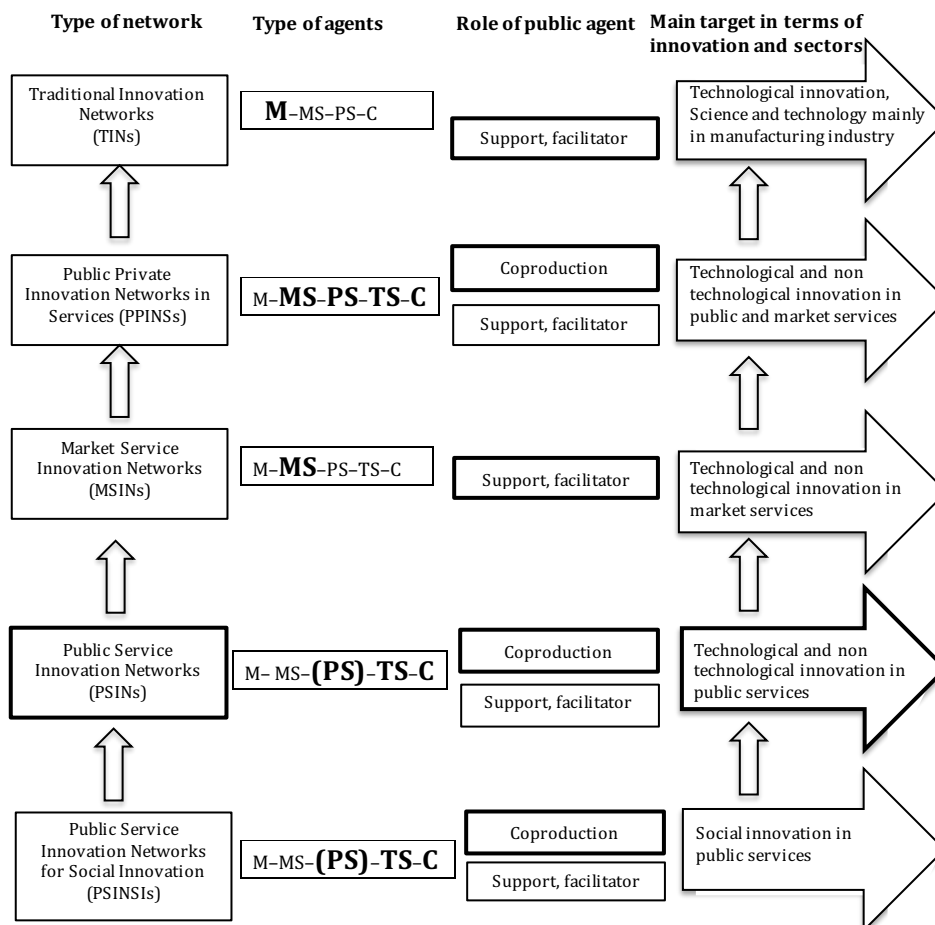 Type of network
Type of agents
Role of public agent
Main target in terms of
innovation and sectors
Traditional Innovation
Networks
(TINs)
M–MS–PS–C
Support, facilitator
Technological innovation,
Science and technology mainly
in manufacturing industry
Public Private
Innovation Networks in
Services (PPINSs)
M–MS–PS–TS–C
Coproduction
Support, facilitator
Technological and non
technological innovation in
public and market services
Market Service
Innovation Networks
(MSINs)
M–MS–PS–TS–C
Support, facilitator
Technological and non
technological innovation in
market services
Public Service
Innovation Networks
(PSINs)
M– MS–(PS)–TS–C
Coproduction
Support, facilitator
Technological and non
technological innovation in
public services
Public Service
Innovation Networks
for Social Innovation
(PSINSIs)
M–MS–(PS)–TS–C
Coproduction
Support, facilitator
Social innovation in
public services